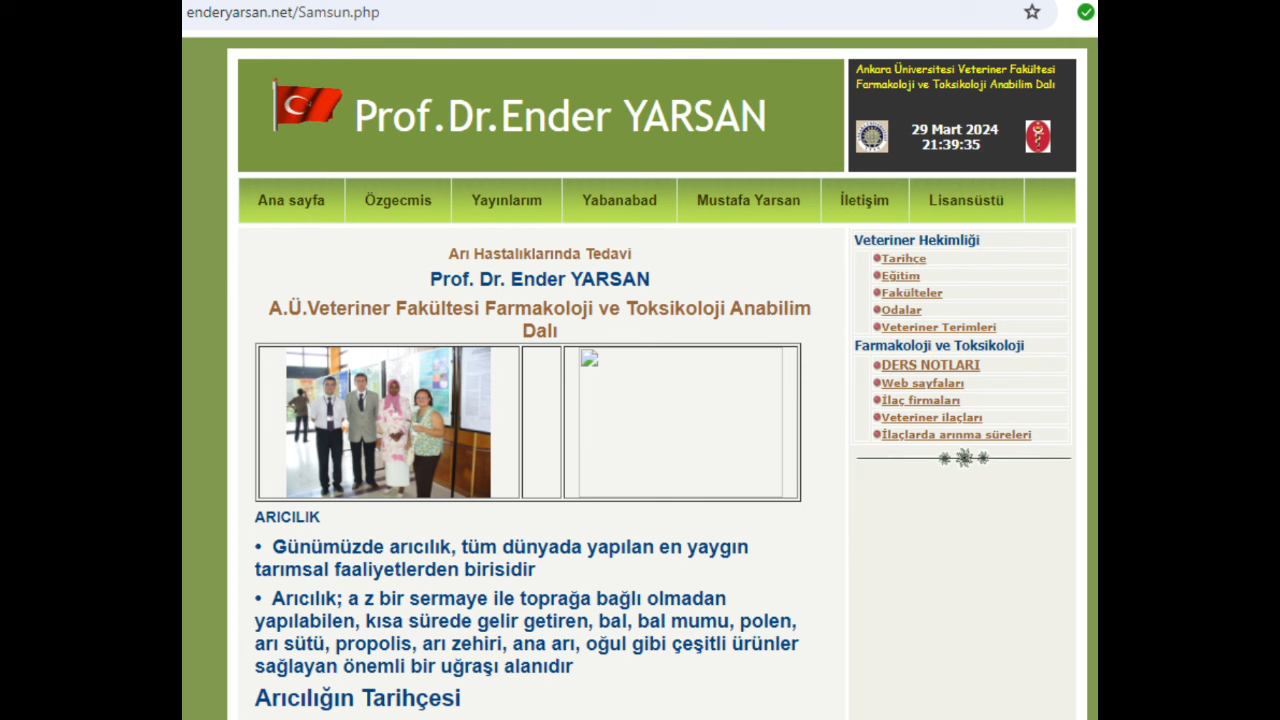 enderyarsan.net/Samsun.php
Prof.Dr.Ender YARSAN
Ankara Üniversitesi Veteriner Fakültesi
Farmakoloji ve Toksikoloji Anabilim Dalı
29 Mart 2024
21:39:35
Ana sayfa
Özgecmis
Yayınlarım
Yabanabad
Mustafa Yarsan
İletişim
Lisansüstü
Arı Hastalıklarında Tedavi
Prof. Dr. Ender YARSAN
A.Ü.Veteriner Fakültesi Farmakoloji ve Toksikoloji Anabilim
Dalı
ARICILIK
• Günümüzde arıcılık, tüm dünyada yapılan en yaygın
tarımsal faaliyetlerden birisidir
• Arıcılık; a z bir sermaye ile toprağa bağlı olmadan
yapılabilen, kısa sürede gelir getiren, bal, bal mumu, polen,
arı sütü, propolis, arı zehiri, ana arı, oğul gibi çeşitli ürünler
sağlayan önemli bir uğraşı alanıdır
Arıcılığın Tarihçesi
Veteriner Hekimliği
Tarihçe
Eğitim
Fakülteler
Odalar
Veteriner Terimleri
Farmakoloji ve Toksikoloji
DERS NOTLARI
Web sayfaları
İlaç firmaları
Veteriner ilaçları
İlaçlarda arınma süreleri